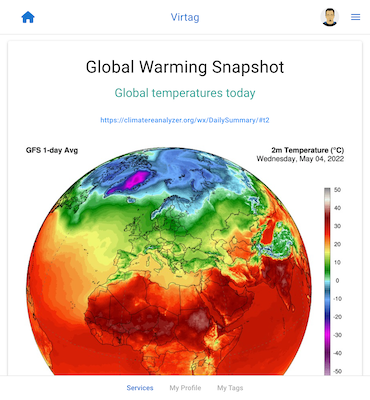 Virtag
Global Warming Snapshot
Global temperatures today
https://climatereanalyzer.org/wx/DailySummary/#t2
GFS 1-day Avg
2m Temperature (°C)
Wednesday, May 04, 2022
50
40
30
20
10
0
-10
-20
-30
-40
-50
Services
My Profile
My Tags